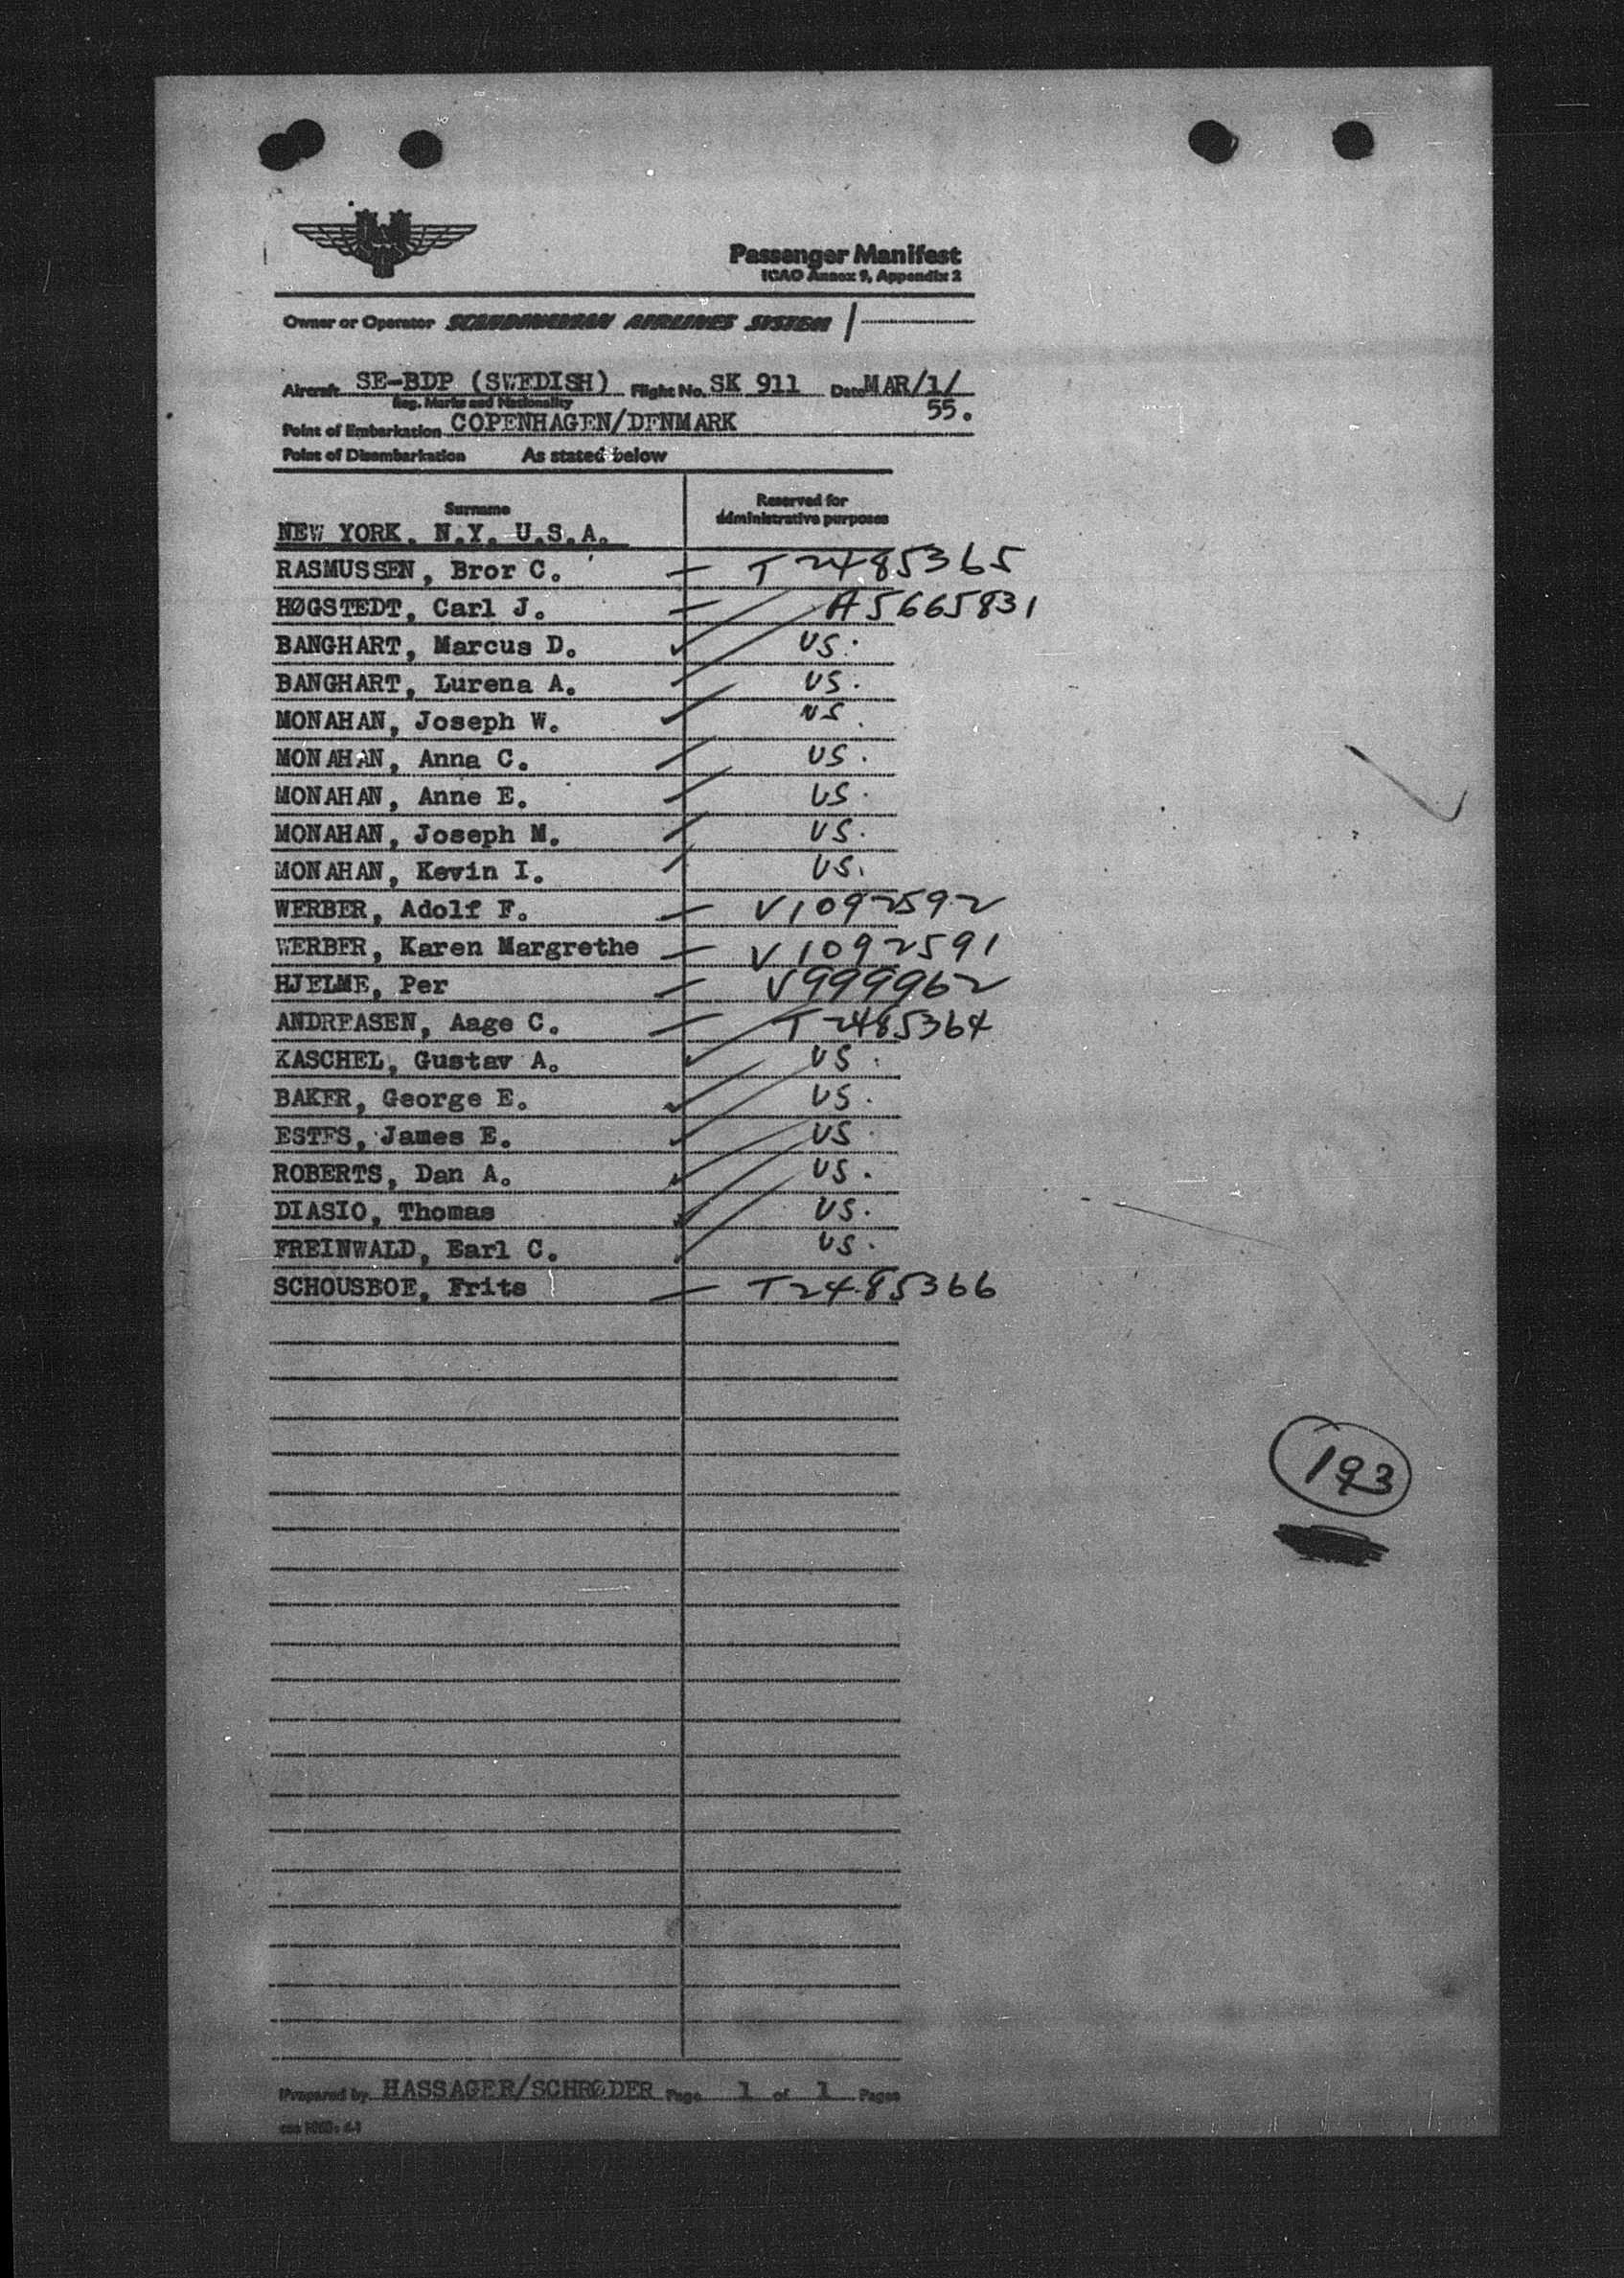 Passenger Manifest
ICAO Annex 9, Appendix 2
Owner or Operator SCANDINAVIAN AIRLINES SYSTEM
Aircraft SE-BDP (SWEDISH) Flight No. SK 911 Date MAR/1/
Reg. Marks and Nationality
55.
Point of Embarkation COPENHAGEN/DENMARK
Point of Disembarkation As stated below
Surname Reserved for
administrative purposes
NEW YORK, N.Y. U.S.A.
RASMUSSEN, Bror C. — T2485365
HØGSTEDT, Carl J. — A5665831
BANGHART, Marcus D. US.
BANGHART, Lurena A. US.
MONAHAN, Joseph W. US.
MONAHAN, Anna C. US.
MONAHAN, Anne E. US.
MONAHAN, Joseph M. US.
MONAHAN, Kevin I. US.
WERBER, Adolf F. — V1092592
WERBER, Karen Margrethe — V1092591
HJELME, Per — V999962
ANDREASEN, Aage C. — T2485364
KASCHEL, Gustav A. US.
BAKER, George E. US.
ESTES, James E. US
ROBERTS, Dan A. US.
DIASIO, Thomas US.
FREINWALD, Earl C. US.
SCHOUSBOE, Frits — T2485366
193
Prepared by HASSAGER/SCHRØDER Page 1 of 1 Pages